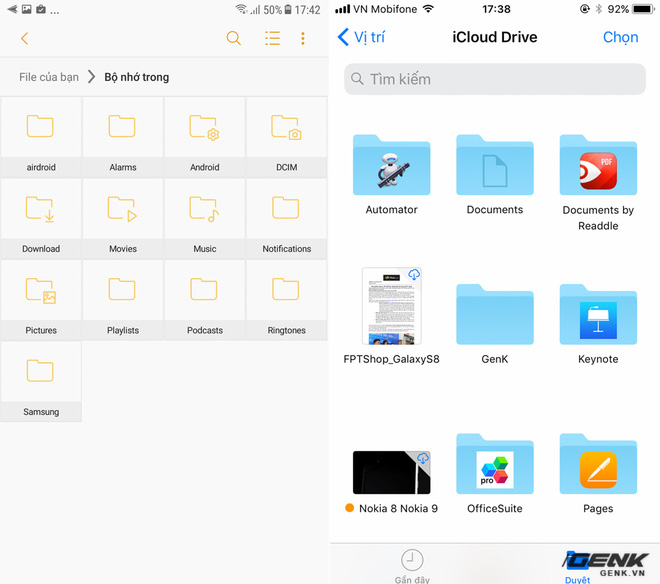 ... 50% 17:42
File của bạn > Bộ nhớ trong
airdroid Alarms Android DCIM
Download Movies Music Notifications
Pictures Playlists Podcasts Ringtones
Samsung
VN Mobifone 17:38 92%
Vị trí iCloud Drive Chọn
Tìm kiếm
Automator Documents Documents by
Readdle
PDF
FPTShop_GalaxyS8 GenK Keynote
pro
Nokia 8 Nokia 9 OfficeSuite Pages
Gần đây Duyệt
GENK
GENK.VN